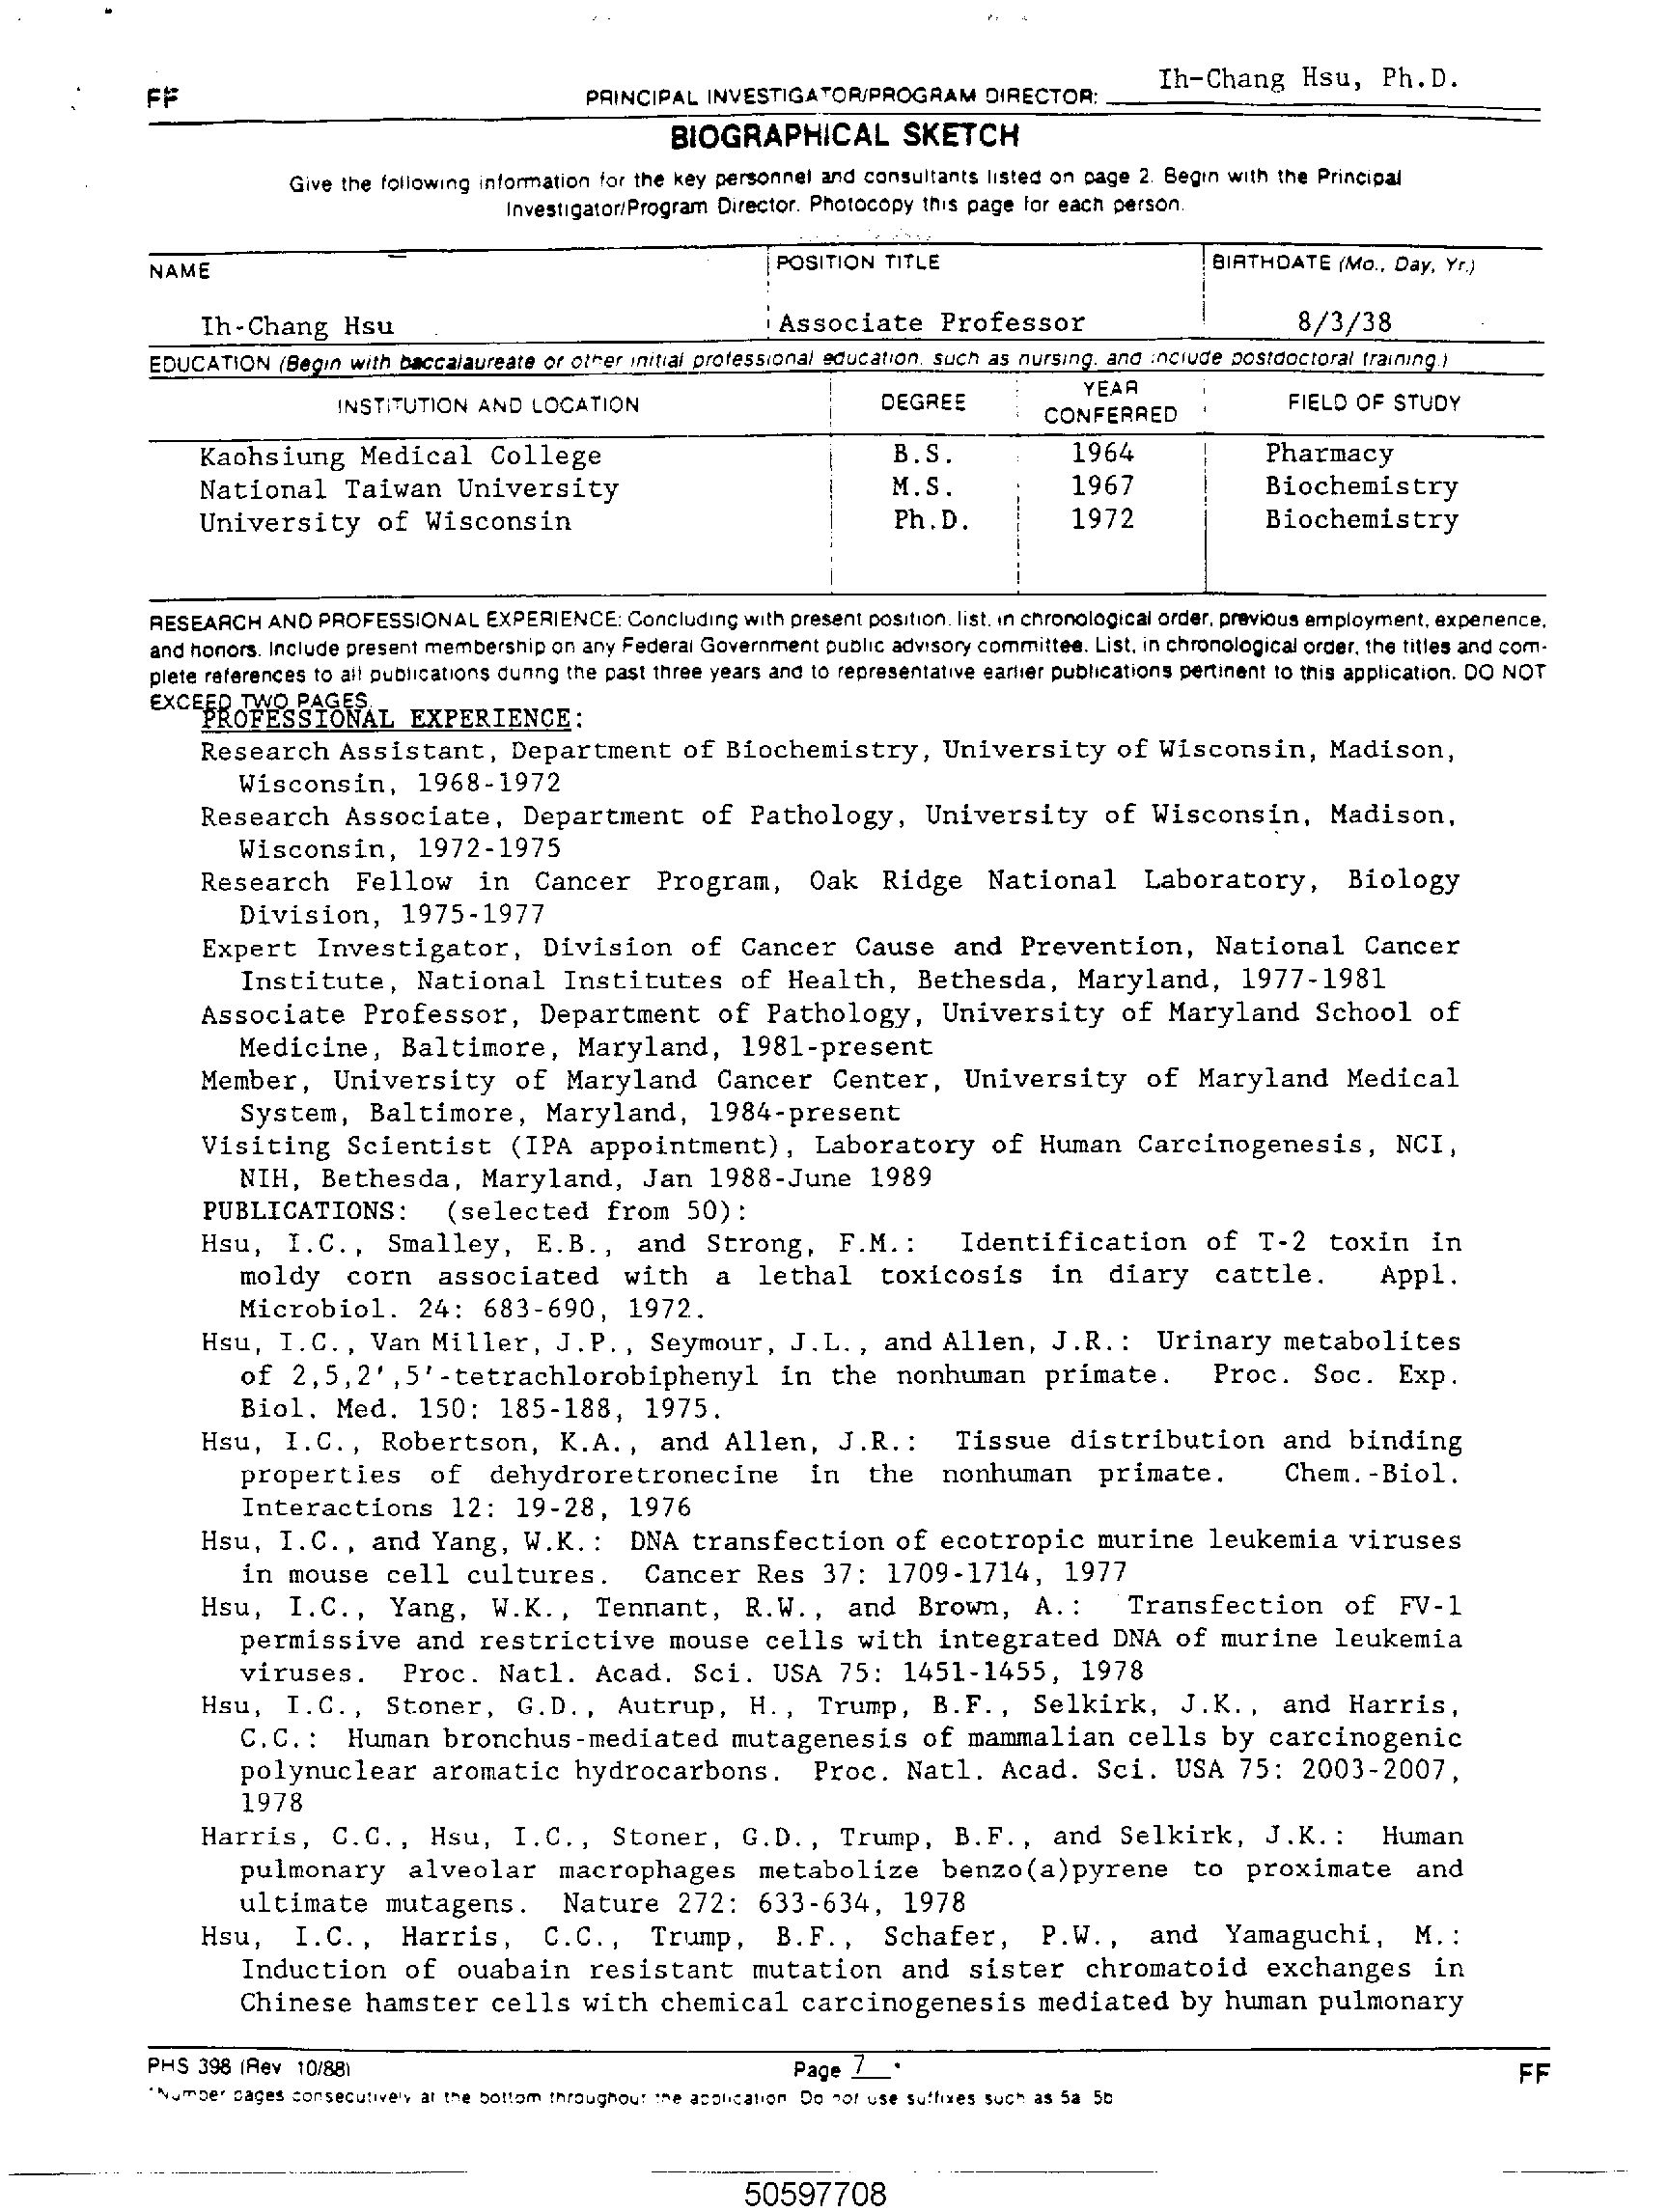 Ih-Chang Hsu, Ph.D.
FF PRINCIPAL INVESTIGATOR/PROGRAM DIRECTOR:
BIOGRAPHICAL SKETCH
Give the following information for the key personnel and consultants listed on page 2. Begin with the Principal
Investigator/Program Director. Photocopy this page for each person.
NAME POSITION TITLE BIRTHDATE (Mo., Day, Yr.)
Ih-Chang Hsu Associate Professor 8/3/38
EDUCATION (Begin with baccalaureate or other initial professional education, such as nursing, and include postdoctoral training.)
INSTITUTION AND LOCATION DEGREE YEAR CONFERRED FIELD OF STUDY
Kaohsiung Medical College B.S. 1964 Pharmacy
National Taiwan University M.S. 1967 Biochemistry
University of Wisconsin Ph.D. 1972 Biochemistry
RESEARCH AND PROFESSIONAL EXPERIENCE: Concluding with present position, list, in chronological order, previous employment, experience,
and honors. Include present membership on any Federal Government public advisory committee. List, in chronological order, the titles and com-
plete references to all publications during the past three years and to representative earlier publications pertinent to this application. DO NOT
EXCEED TWO PAGES.
PROFESSIONAL EXPERIENCE:
Research Assistant, Department of Biochemistry, University of Wisconsin, Madison,
Wisconsin, 1968-1972
Research Associate, Department of Pathology, University of Wisconsin, Madison,
Wisconsin, 1972-1975
Research Fellow in Cancer Program, Oak Ridge National Laboratory, Biology
Division, 1975-1977
Expert Investigator, Division of Cancer Cause and Prevention, National Cancer
Institute, National Institutes of Health, Bethesda, Maryland, 1977-1981
Associate Professor, Department of Pathology, University of Maryland School of
Medicine, Baltimore, Maryland, 1981-present
Member, University of Maryland Cancer Center, University of Maryland Medical
System, Baltimore, Maryland, 1984-present
Visiting Scientist (IPA appointment), Laboratory of Human Carcinogenesis, NCI,
NIH, Bethesda, Maryland, Jan 1988-June 1989
PUBLICATIONS: (selected from 50):
Hsu, I.C., Smalley, E.B., and Strong, F.M.: Identification of T-2 toxin in
moldy corn associated with a lethal toxicosis in diary cattle. Appl.
Microbiol. 24: 683-690, 1972.
Hsu, I.C., Van Miller, J.P., Seymour, J.L., and Allen, J.R.: Urinary metabolites
of 2,5,2',5'-tetrachlorobiphenyl in the nonhuman primate. Proc. Soc. Exp.
Biol. Med. 150: 185-188, 1975.
Hsu, I.C., Robertson, K.A., and Allen, J.R.: Tissue distribution and binding
properties of dehydroretronecine in the nonhuman primate. Chem.-Biol.
Interactions 12: 19-28, 1976
Hsu, I.C., and Yang, W.K.: DNA transfection of ecotropic murine leukemia viruses
in mouse cell cultures. Cancer Res 37: 1709-1714, 1977
Hsu, I.C., Yang, W.K., Tennant, R.W., and Brown, A.: Transfection of FV-1
permissive and restrictive mouse cells with integrated DNA of murine leukemia
viruses. Proc. Natl. Acad. Sci. USA 75: 1451-1455, 1978
Hsu, I.C., Stoner, G.D., Autrup, H., Trump, B.F., Selkirk, J.K., and Harris,
C.C.: Human bronchus-mediated mutagenesis of mammalian cells by carcinogenic
polynuclear aromatic hydrocarbons. Proc. Natl. Acad. Sci. USA 75: 2003-2007,
1978
Harris, C.C., Hsu, I.C., Stoner, G.D., Trump, B.F., and Selkirk, J.K.: Human
pulmonary alveolar macrophages metabolize benzo(a)pyrene to proximate and
ultimate mutagens. Nature 272: 633-634, 1978
Hsu, I.C., Harris, C.C., Trump, B.F., Schafer, P.W., and Yamaguchi, M.:
Induction of ouabain resistant mutation and sister chromatoid exchanges in
Chinese hamster cells with chemical carcinogenesis mediated by human pulmonary
PHS 398 (Rev 10/88) Page 7 * FF
*Number pages consecutively at the bottom throughout the application Do not use suffixes such as 5a 5b
50597708